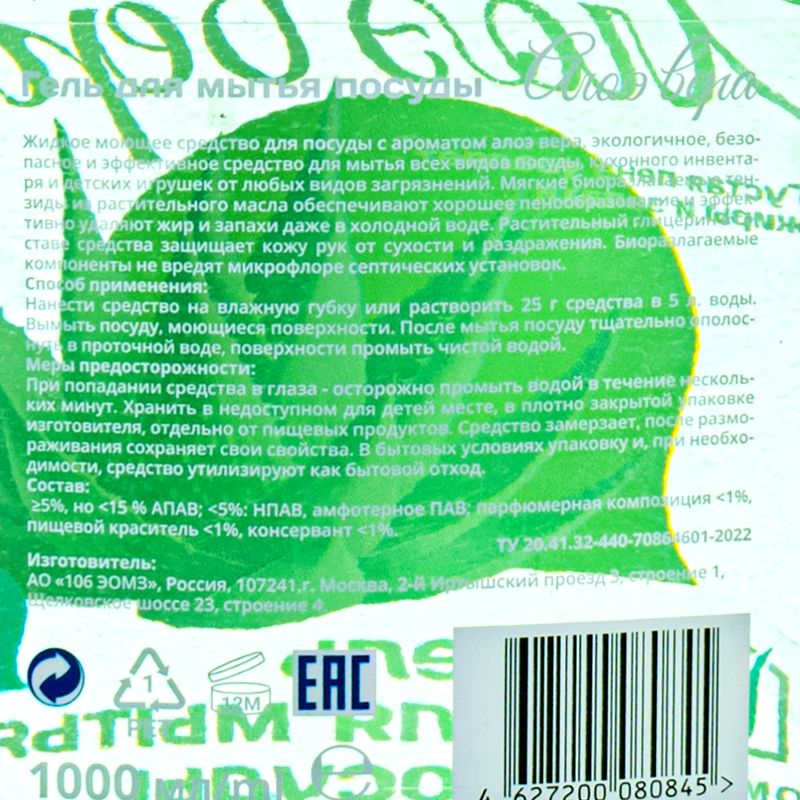 Гель для мытья посуды Алоэ вера
Жидкое моющее средство для посуды с ароматом алоэ вера, экологичное, безо-
пасное и эффективное средство для мытья всех видов посуды, кухонного инвента-
ря и детских игрушек от любых видов загрязнений. Мягкие биоразлагаемые тен-
зиды из растительного масла обеспечивают хорошее пенообразование и эффек-
тивно удаляют жир и запахи даже в холодной воде. Растительный глицерин в со-
ставе средства защищает кожу рук от сухости и раздражения. Биоразлагаемые
компоненты не вредят микрофлоре септических установок.
Способ применения:
Нанести средство на влажную губку или растворить 25 г средства в 5 л. воды.
Вымыть посуду, моющиеся поверхности. После мытья посуду тщательно ополос-
нуть в проточной воде, поверхности промыть чистой водой.
Меры предосторожности:
При попадании средства в глаза - осторожно промыть водой в течение несколь-
ких минут. Хранить в недоступном для детей месте, в плотно закрытой упаковке
изготовителя, отдельно от пищевых продуктов. Средство замерзает, после размо-
раживания сохраняет свои свойства. В бытовых условиях упаковку и, при необхо-
димости, средство утилизируют как бытовой отход.
Состав:
≥5%, но <15 % АПАВ; <5%: НПАВ, амфотерное ПАВ; парфюмерная композиция <1%,
пищевой краситель <1%, консервант <1%.
ТУ 20.41.32-440-70864601-2022
Изготовитель:
АО «106 ЭОМЗ», Россия, 107241,г. Москва, 2-й Иртышский проезд 3, строение 1,
Щелковское шоссе 23, строение 4
1
PET
12M
EAC
1000 мл/ml ℮
4 627200 080845 >